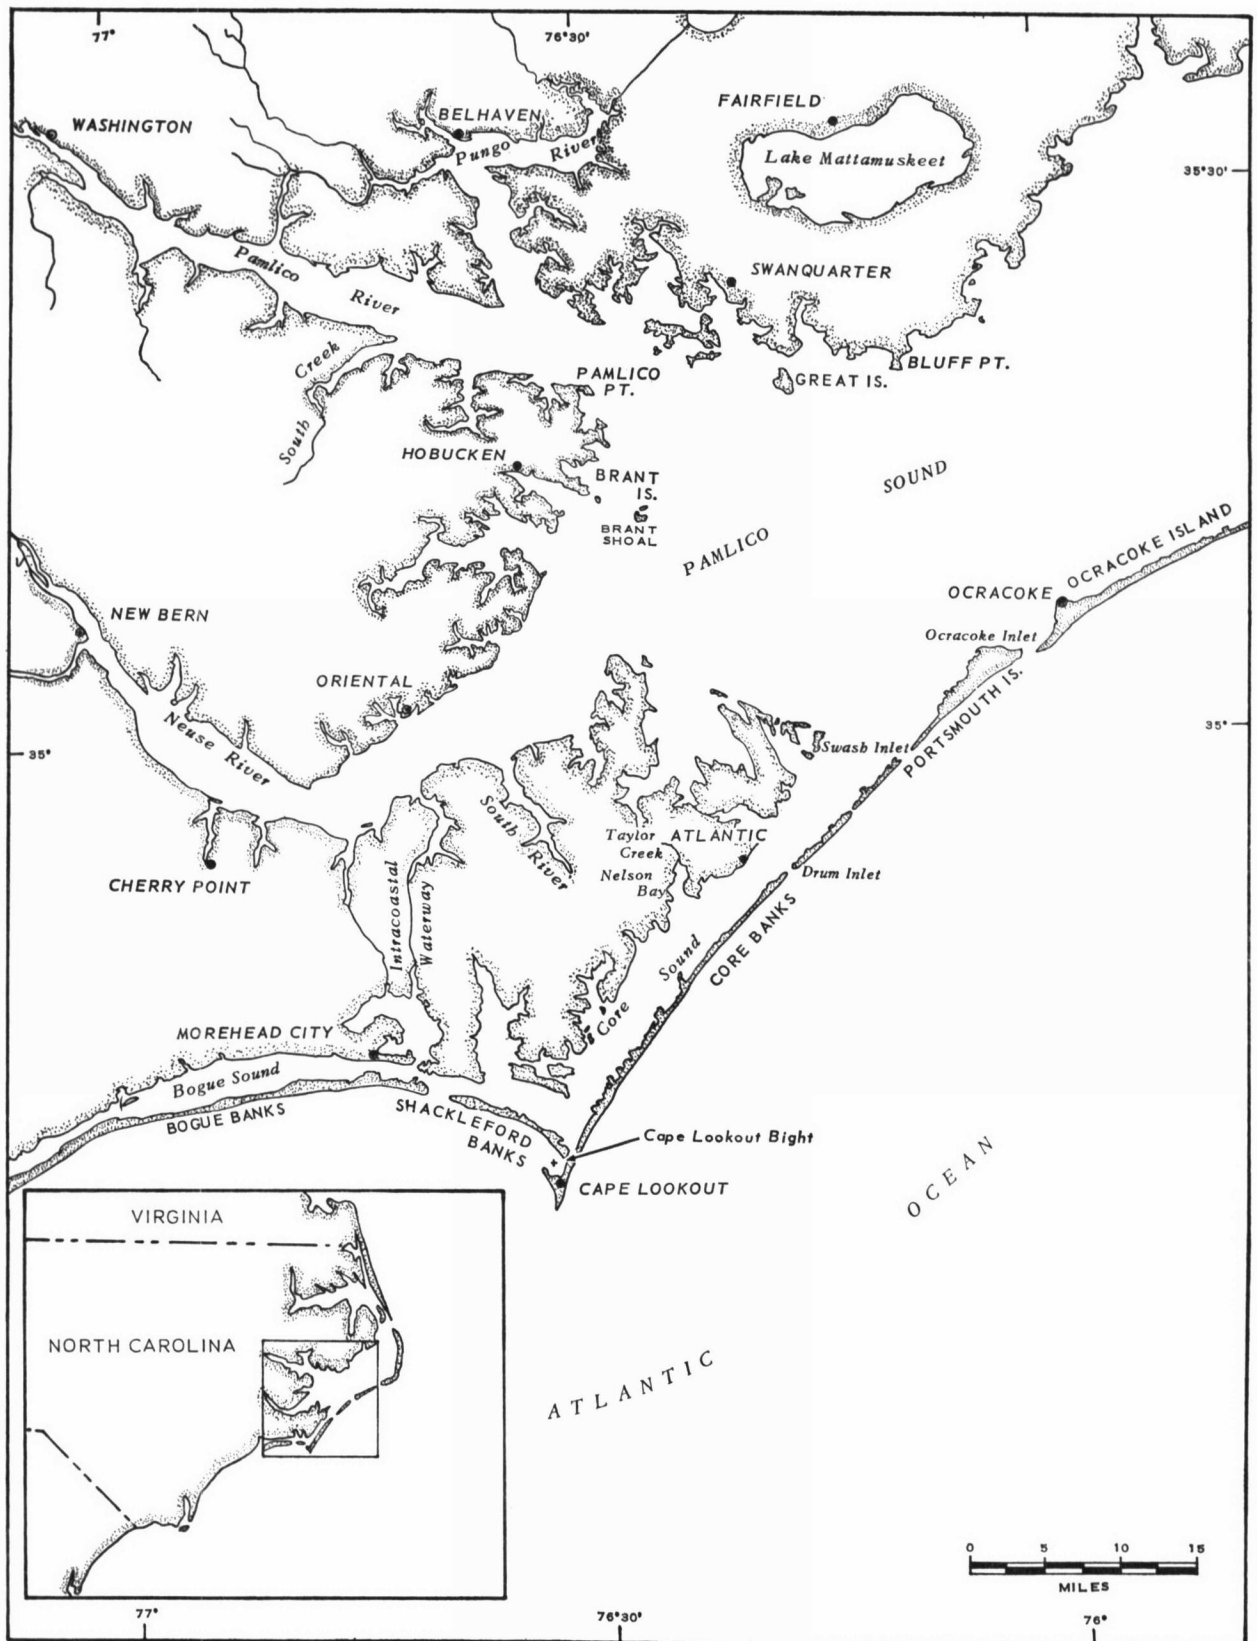 77°
76°30'
WASHINGTON
BELHAVEN
Pungo River
FAIRFIELD
Lake Mattamuskeet
35°30'
Pamlico
River
SWANQUARTER
South Creek
PAMLICO
PT.
GREAT IS.
BLUFF PT.
HOBUCKEN
BRANT
IS.
BRANT
SHOAL
PAMLICO SOUND
OCRACOKE ISLAND
OCRACOKE
Ocracoke Inlet
NEW BERN
ORIENTAL
Neuse River
PORTSMOUTH IS.
35°
35°
Swash Inlet
South River
Taylor
Creek
ATLANTIC
Nelson
Bay
Drum Inlet
CHERRY POINT
Intracoastal
Waterway
Core Sound
CORE BANKS
MOREHEAD CITY
Bogue Sound
BOGUE BANKS
SHACKLEFORD
BANKS
Cape Lookout Bight
CAPE LOOKOUT
ATLANTIC OCEAN
VIRGINIA
NORTH CAROLINA
0 5 10 15
MILES
77°
76°30'
76°